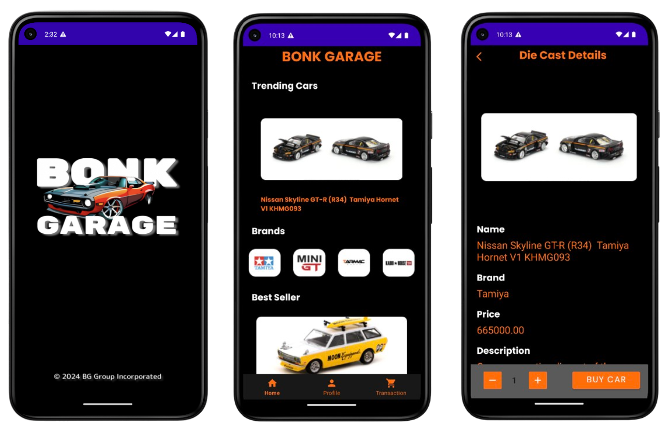 2:32
BONK
GARAGE
© 2024 BG Group Incorporated
10:13
BONK GARAGE
Trending Cars
Nissan Skyline GT-R (R34) Tamiya Hornet
V1 KHMG093
Brands
TAMIYA
MINI
GT
TARMAC
Best Seller
MOON
Home
Profile
Transaction
10:13
Die Cast Details
Name
Nissan Skyline GT-R (R34) Tamiya
Hornet V1 KHMG093
Brand
Tamiya
Price
665000.00
Description
1
BUY CAR